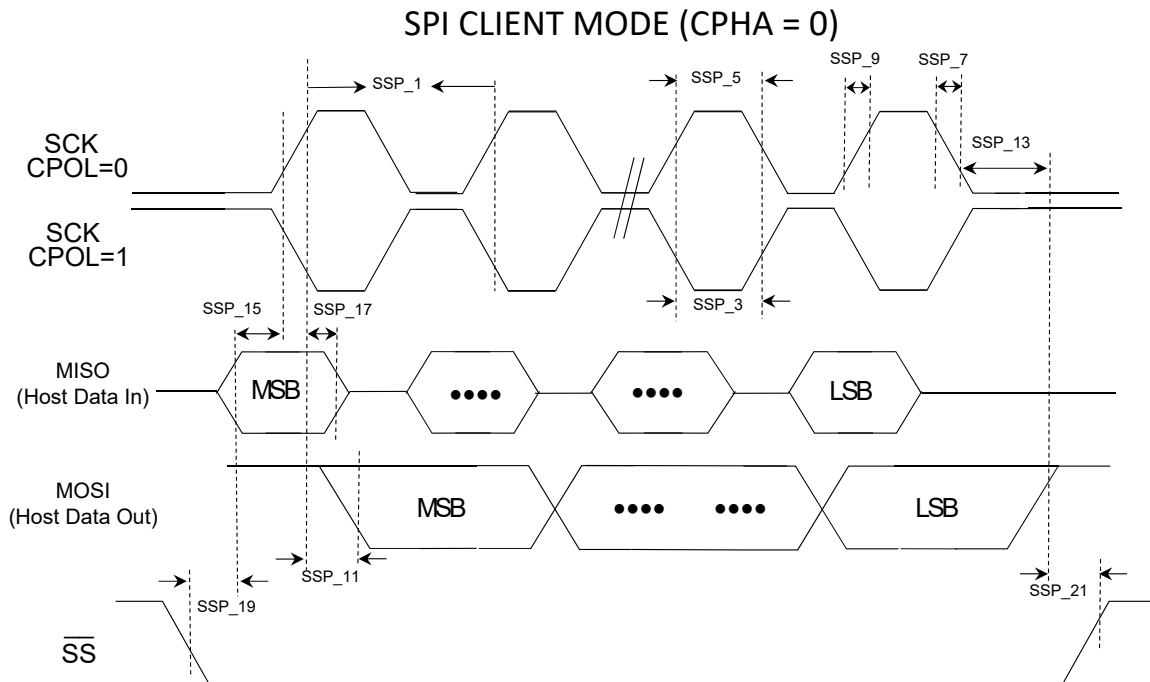 SPI CLIENT MODE (CPHA = 0)
SSP_1
SSP_5
SSP_9
SSP_7
SSP_13
SCK
CPOL=0
SCK
CPOL=1
SSP_3
SSP_15
SSP_17
MISO
(Host Data In)
MSB
••••
••••
LSB
MOSI
(Host Data Out)
MSB
•••• ••••
LSB
SSP_11
SSP_19
SSP_21
SS